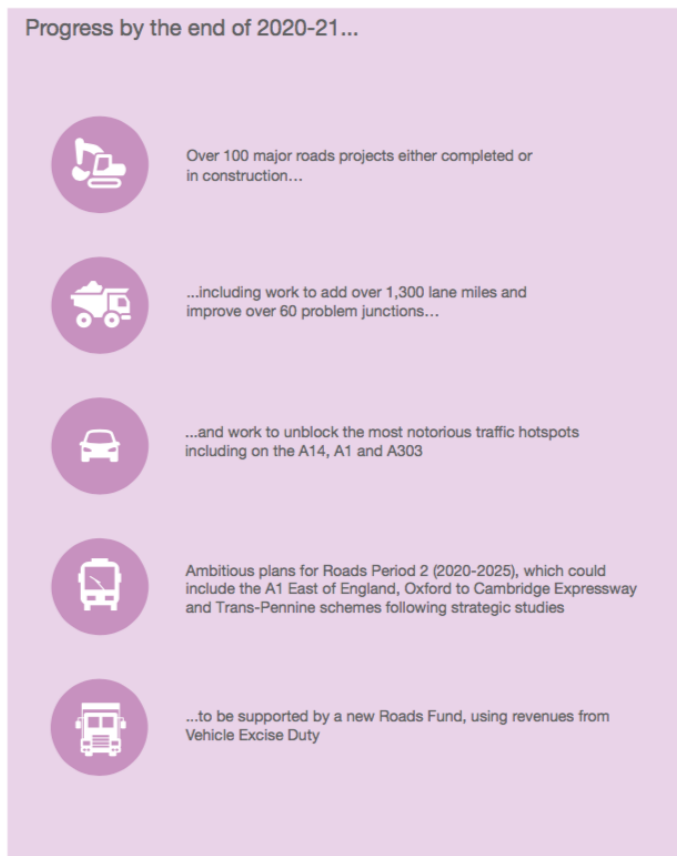 Progress by the end of 2020-21...
Over 100 major roads projects either completed or
in construction...
...including work to add over 1,300 lane miles and
improve over 60 problem junctions...
...and work to unblock the most notorious traffic hotspots
including on the A14, A1 and A303
Ambitious plans for Roads Period 2 (2020-2025), which could
include the A1 East of England, Oxford to Cambridge Expressway
and Trans-Pennine schemes following strategic studies
...to be supported by a new Roads Fund, using revenues from
Vehicle Excise Duty